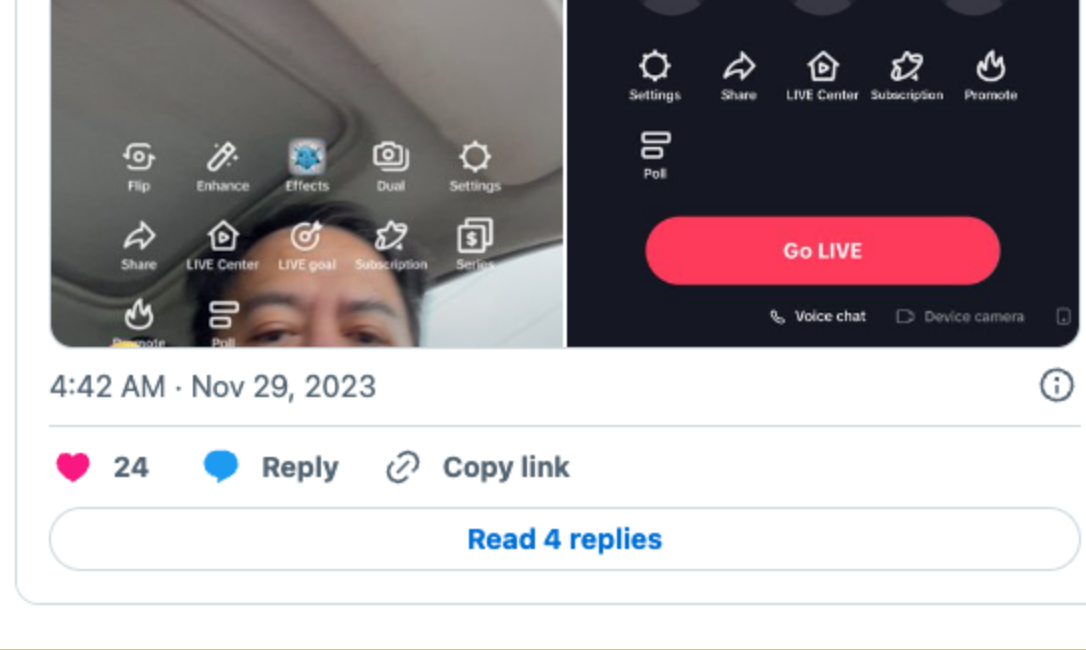 Settings Share LIVE Center Subscription Promote
Poll
Flip Enhance Effects Dual Settings
Share LIVE Center LIVE goal Subscription Series
Promote Poll
Go LIVE
Voice chat Device camera
4:42 AM · Nov 29, 2023
24 Reply Copy link
Read 4 replies